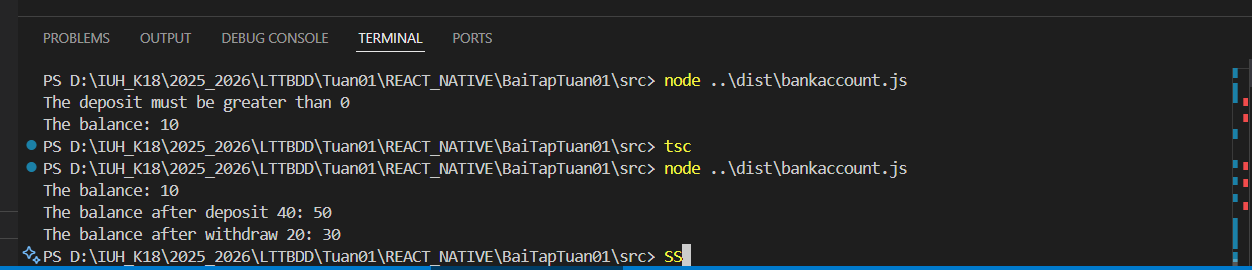 PROBLEMS OUTPUT DEBUG CONSOLE TERMINAL PORTS
PS D:\IUH_K18\2025_2026\LTTBDD\Tuan01\REACT_NATIVE\BaiTapTuan01\src> node ..\dist\bankaccount.js
The deposit must be greater than 0
The balance: 10
PS D:\IUH_K18\2025_2026\LTTBDD\Tuan01\REACT_NATIVE\BaiTapTuan01\src> tsc
PS D:\IUH_K18\2025_2026\LTTBDD\Tuan01\REACT_NATIVE\BaiTapTuan01\src> node ..\dist\bankaccount.js
The balance: 10
The balance after deposit 40: 50
The balance after withdraw 20: 30
PS D:\IUH_K18\2025_2026\LTTBDD\Tuan01\REACT_NATIVE\BaiTapTuan01\src> SS